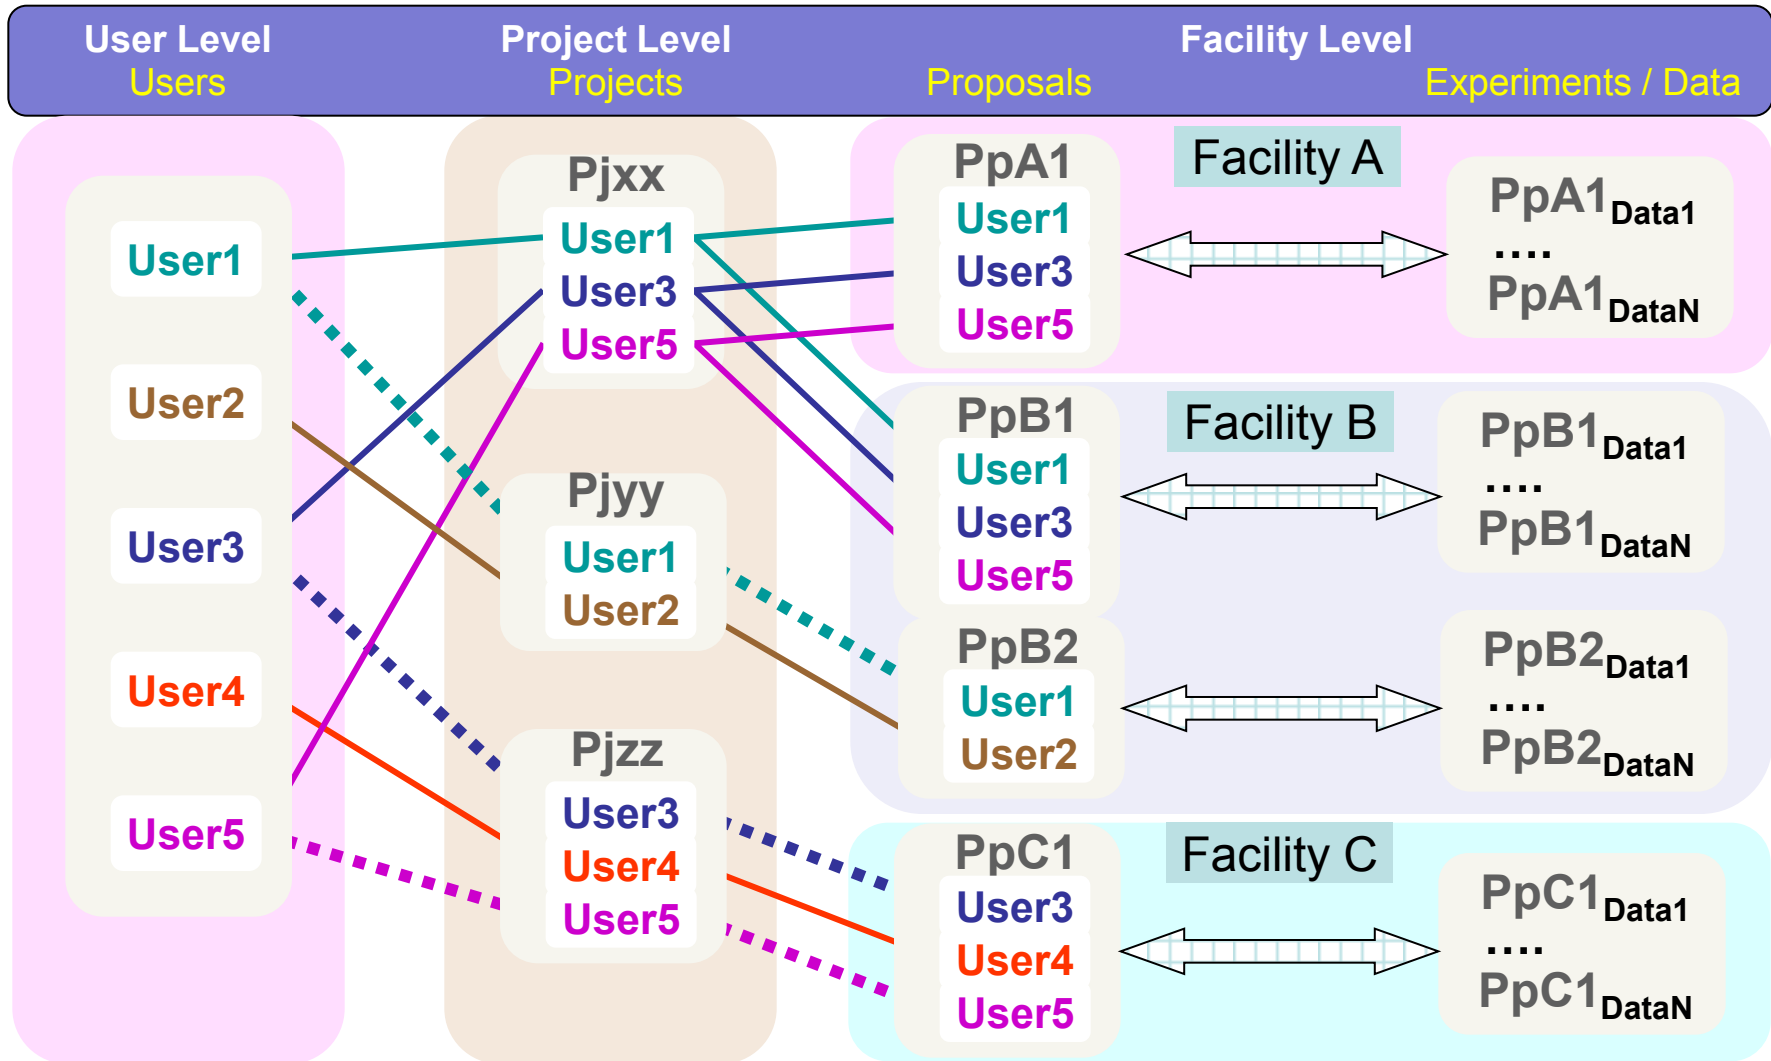 User Level
Users
Project Level
Projects
Facility Level
Proposals
Experiments / Data
User1
User2
User3
User4
User5
Pjxx
User1
User3
User5
Pjyy
User1
User2
Pjzz
User3
User4
User5
Facility A
PpA1
User1
User3
User5
PpA1Data1
....
PpA1DataN
Facility B
PpB1
User1
User3
User5
PpB1Data1
....
PpB1DataN
PpB2
User1
User2
PpB2Data1
....
PpB2DataN
Facility C
PpC1
User3
User4
User5
PpC1Data1
....
PpC1DataN